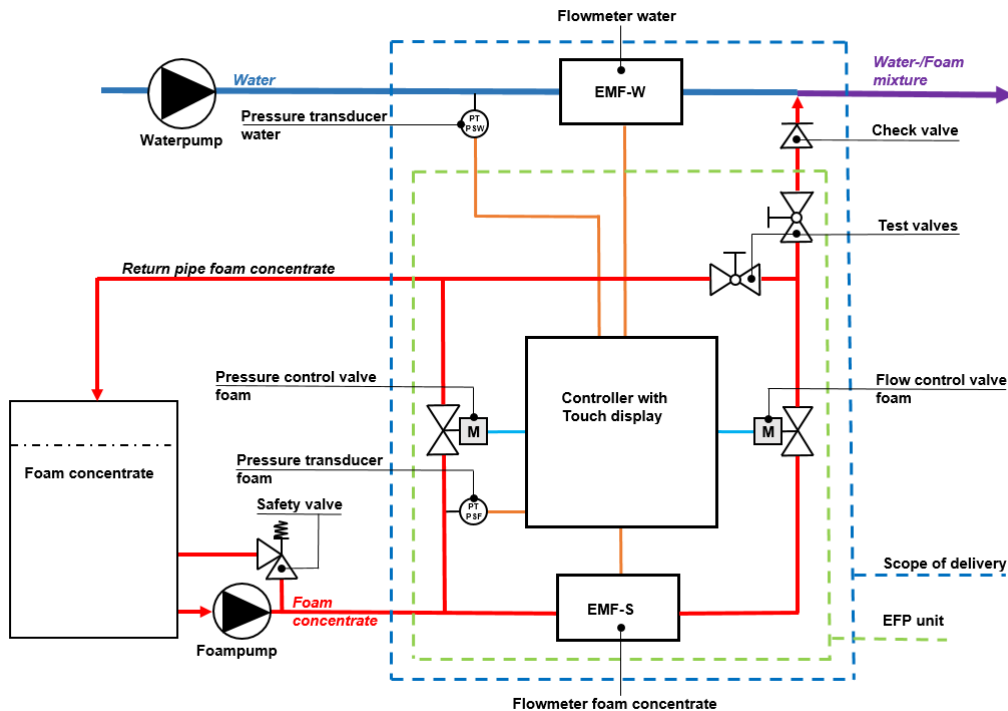 Flowmeter water
Water
EMF-W
Water-/Foam
mixture
Pressure transducer
water
PT
PSW
Waterpump
Check valve
Test valves
Return pipe foam concentrate
Pressure control valve
foam
M
Controller with
Touch display
M
Flow control valve
foam
Foam concentrate
Pressure transducer
foam
PT
PSF
Safety valve
Scope of delivery
Foam
concentrate
EMF-S
EFP unit
Foampump
Flowmeter foam concentrate